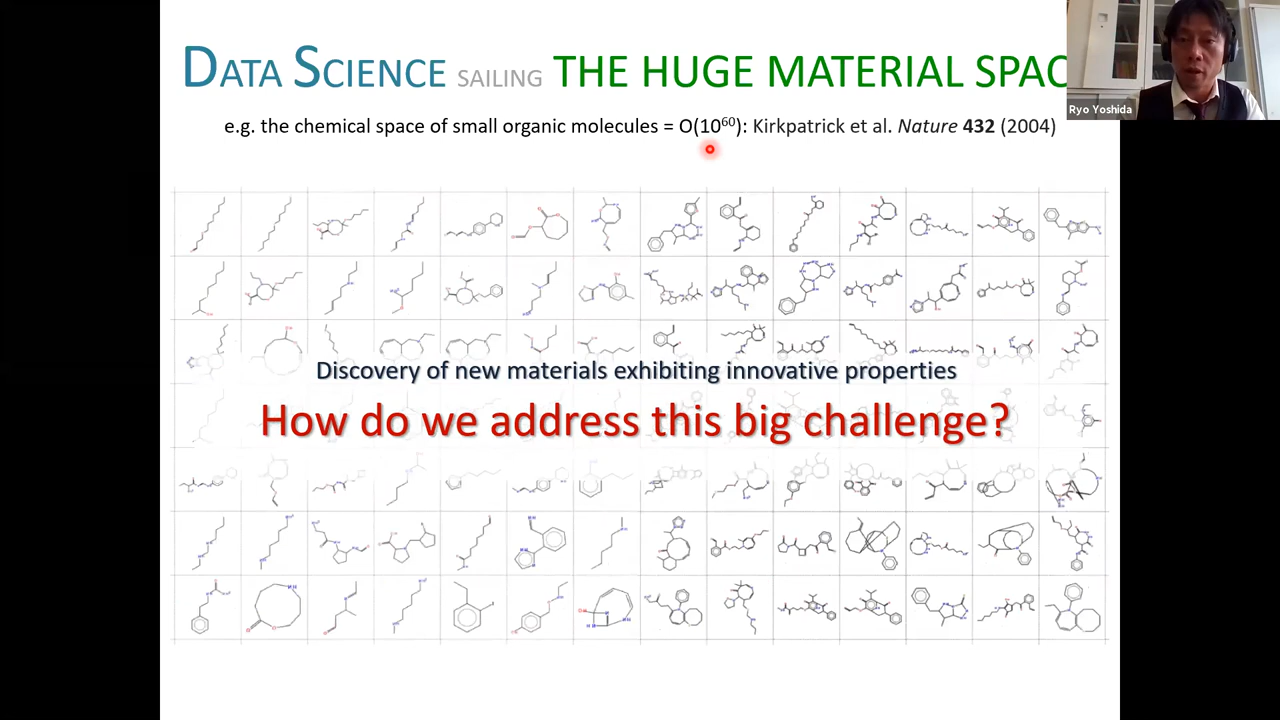 DATA SCIENCE SAILING THE HUGE MATERIAL SPAC
e.g. the chemical space of small organic molecules = O(10⁶⁰): Kirkpatrick et al. Nature 432 (2004)
Ryo Yoshida
Discovery of new materials exhibiting innovative properties
How do we address this big challenge?